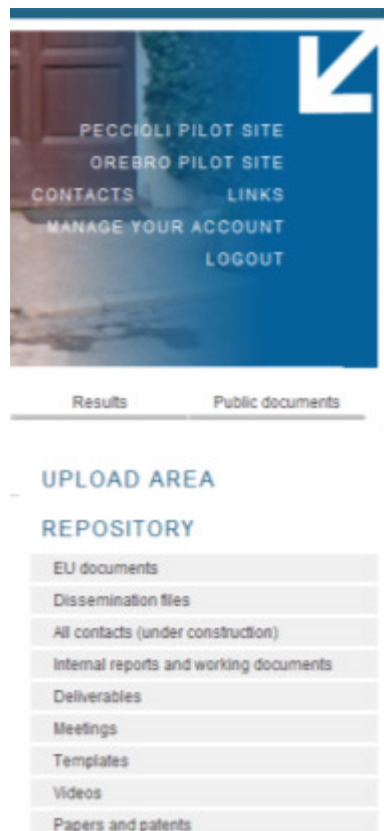 PECCIOLI PILOT SITE
OREBRO PILOT SITE
CONTACTS LINKS
MANAGE YOUR ACCOUNT
LOGOUT
Results Public documents
UPLOAD AREA
REPOSITORY
EU documents
Dissemination files
All contacts (under construction)
Internal reports and working documents
Deliverables
Meetings
Templates
Videos
Papers and patents